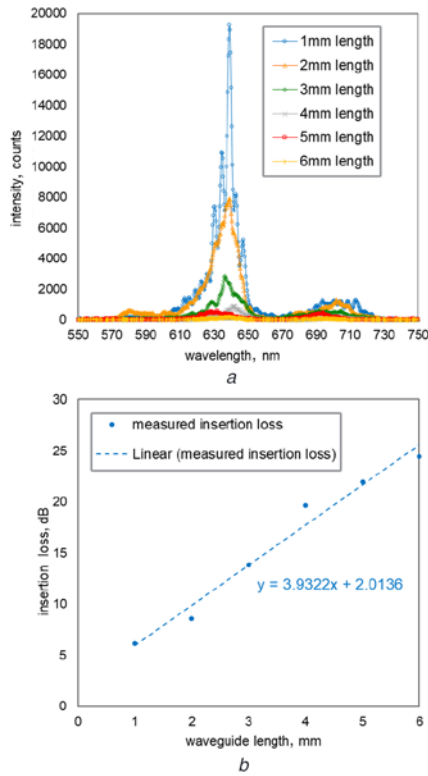 20000
18000
16000
14000
12000
10000
8000
6000
4000
2000
0
intensity, counts
1mm length
2mm length
3mm length
4mm length
5mm length
6mm length
550 570 590 610 630 650 670 690 710 730 750
wavelength, nm
a
30
25
20
15
10
5
0
insertion loss, dB
measured insertion loss
Linear (measured insertion loss)
y = 3.9322x + 2.0136
0 1 2 3 4 5 6
waveguide length, mm
b